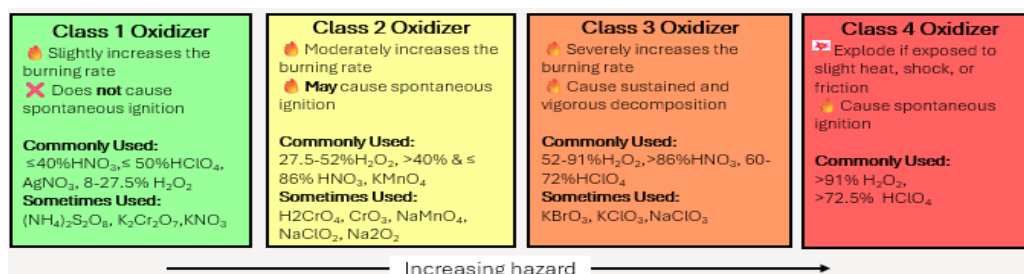 Class 1 Oxidizer
🔥 Slightly increases the
burning rate
❌ Does not cause
spontaneous ignition
Commonly Used:
≤40%HNO₃,≤ 50%HClO₄,
AgNO₃, 8-27.5% H₂O₂
Sometimes Used:
(NH₄)₂S₂O₈, K₂Cr₂O₇,KNO₃
Class 2 Oxidizer
🔥 Moderately increases the
burning rate
🔥 May cause spontaneous
ignition
Commonly Used:
27.5-52%H₂O₂, >40% & ≤
86% HNO₃, KMnO₄
Sometimes Used:
H2CrO₄, CrO₃, NaMnO₄,
NaClO₂, Na2O₂
Class 3 Oxidizer
🔥 Severely increases the
burning rate
🔥 Cause sustained and
vigorous decomposition
Commonly Used:
52-91%H₂O₂,>86%HNO₃, 60-
72%HClO₄
Sometimes Used:
KBrO₃, KClO₃,NaClO₃
Class 4 Oxidizer
Explode if exposed to
slight heat, shock, or
friction
🔥 Cause spontaneous
ignition
Commonly Used:
>91% H₂O₂,
>72.5% HClO₄
Increasing hazard